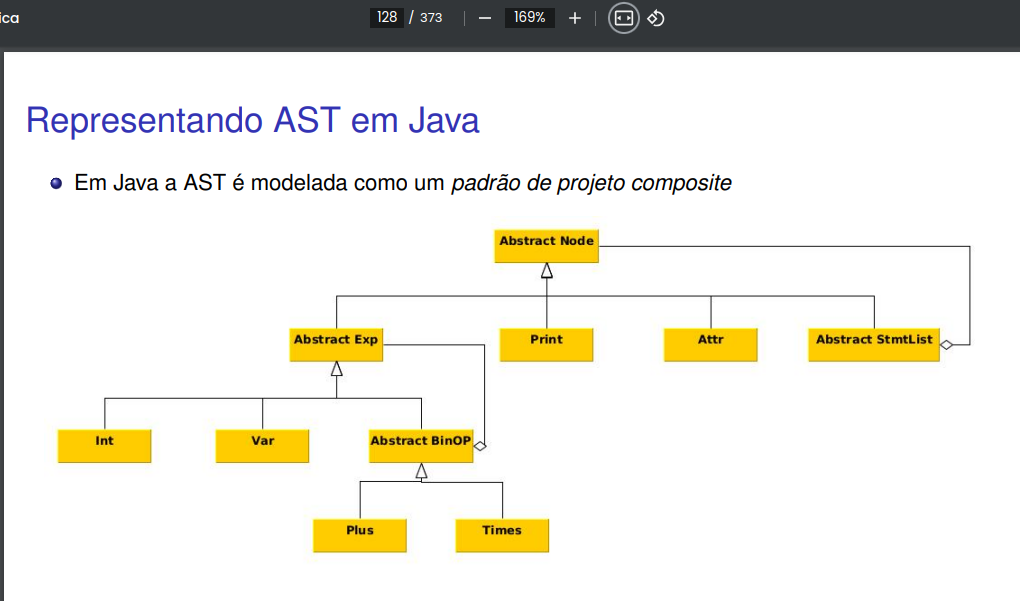 ica
128 / 373
169%
Representando AST em Java
Em Java a AST é modelada como um padrão de projeto composite
Abstract Node
Abstract Exp
Print
Attr
Abstract StmtList
Int
Var
Abstract BinOP
Plus
Times